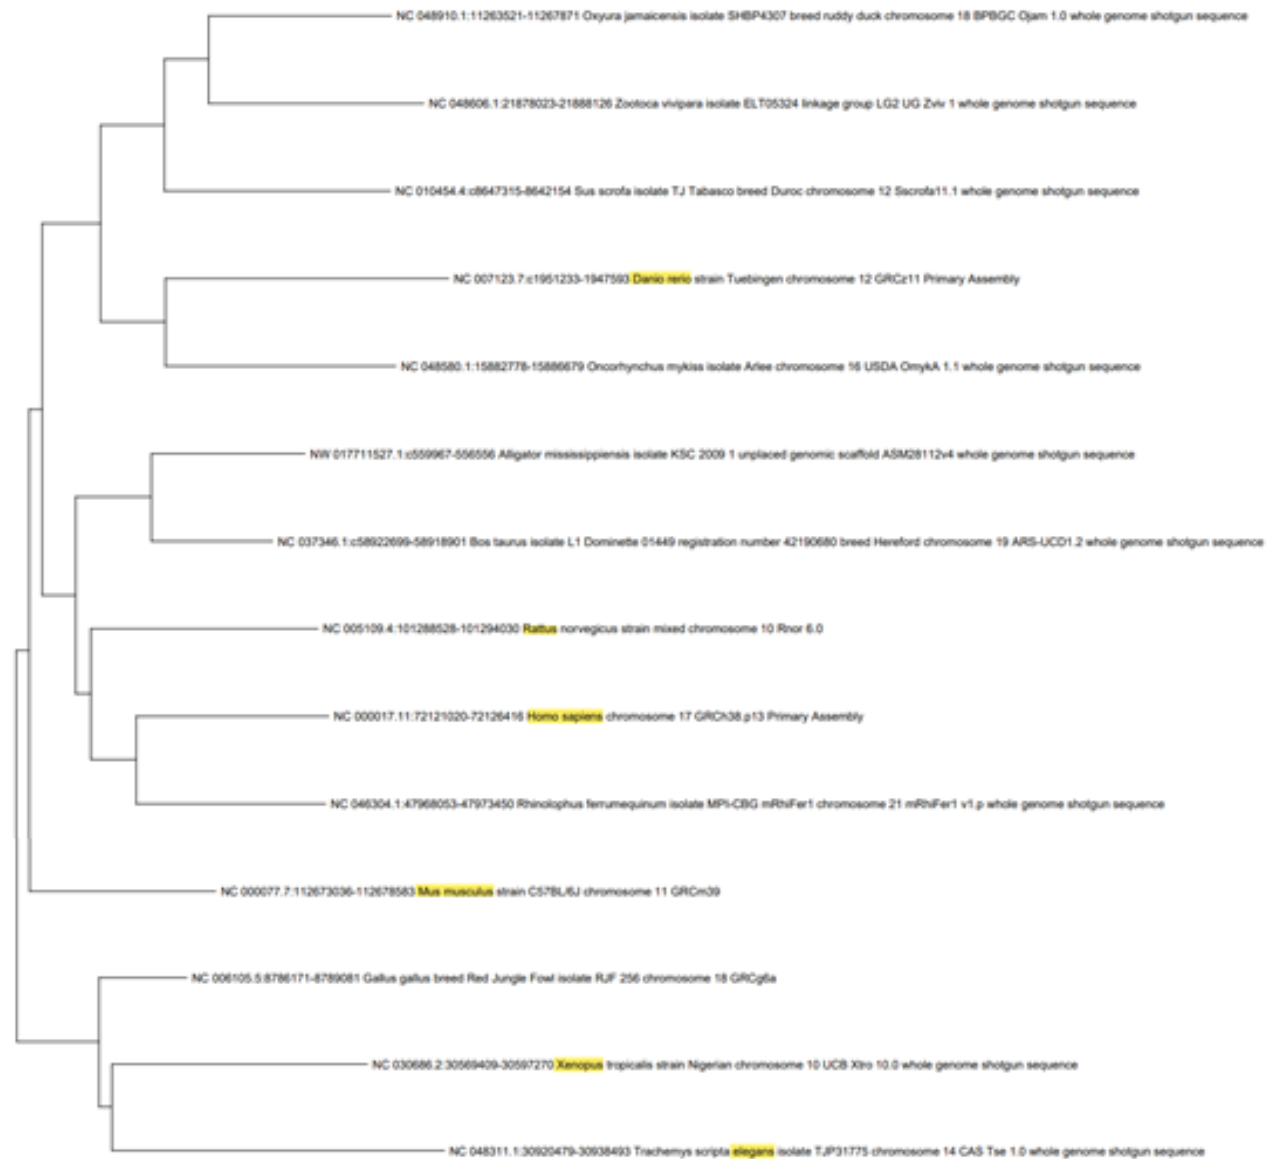 NC 048910.1:11263521-11267871 Oxyura jamaicensis isolate SHBP4307 breed ruddy duck chromosome 18 BPBGC Ojam 1.0 whole genome shotgun sequence
NC 048606.1:21878023-21888126 Zootoca vivipara isolate ELT05324 linkage group LG2 UG Zviv 1 whole genome shotgun sequence
NC 010454.4:c8647315-8642154 Sus scrofa isolate TJ Tabasco breed Duroc chromosome 12 Sscrofa11.1 whole genome shotgun sequence
NC 007123.7:c1951233-1947593 Danio rerio strain Tuebingen chromosome 12 GRCz11 Primary Assembly
NC 048580.1:15882778-15886679 Oncorhynchus mykiss isolate Arlee chromosome 16 USDA OmykA 1.1 whole genome shotgun sequence
NW 017711527.1:c559967-556556 Alligator mississippiensis isolate KSC 2009 1 unplaced genomic scaffold ASM28112v4 whole genome shotgun sequence
NC 037346.1:c58922699-58918901 Bos taurus isolate L1 Dominette 01449 registration number 42190680 breed Hereford chromosome 19 ARS-UCD1.2 whole genome shotgun sequence
NC 005109.4:101288528-101294030 Rattus norvegicus strain mixed chromosome 10 Rnor 6.0
NC 000017.11:72121020-72126416 Homo sapiens chromosome 17 GRCh38.p13 Primary Assembly
NC 046304.1:47968053-47973450 Rhinolophus ferrumequinum isolate MPI-CBG mRhiFer1 chromosome 21 mRhiFer1 v1.p whole genome shotgun sequence
NC 000077.7:112673036-112678583 Mus musculus strain C57BL/6J chromosome 11 GRCm39
NC 006105.5:8786171-8789081 Gallus gallus breed Red Jungle Fowl isolate RJF 256 chromosome 18 GRCg6a
NC 030686.2:30569409-30597270 Xenopus tropicalis strain Nigerian chromosome 10 UCB Xtro 10.0 whole genome shotgun sequence
NC 048311.1:30920479-30938493 Trachemys scripta elegans isolate TJP31775 chromosome 14 CAS Tse 1.0 whole genome shotgun sequence